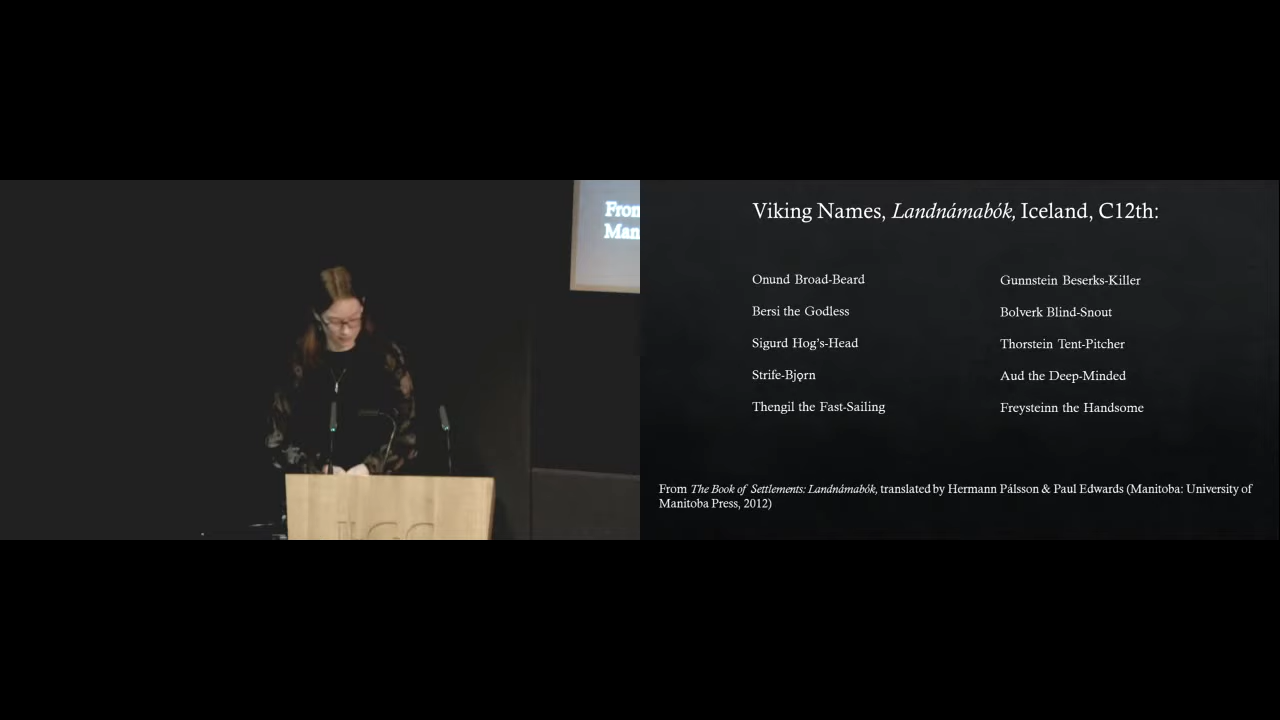 From
Man
Viking Names, Landnámabók, Iceland, C12th:
Onund Broad-Beard
Bersi the Godless
Sigurd Hog's-Head
Strife-Bjǫrn
Thengil the Fast-Sailing
Gunnstein Beserks-Killer
Bolverk Blind-Snout
Thorstein Tent-Pitcher
Aud the Deep-Minded
Freysteinn the Handsome
From The Book of Settlements: Landnámabók, translated by Hermann Pálsson & Paul Edwards (Manitoba: University of
Manitoba Press, 2012)